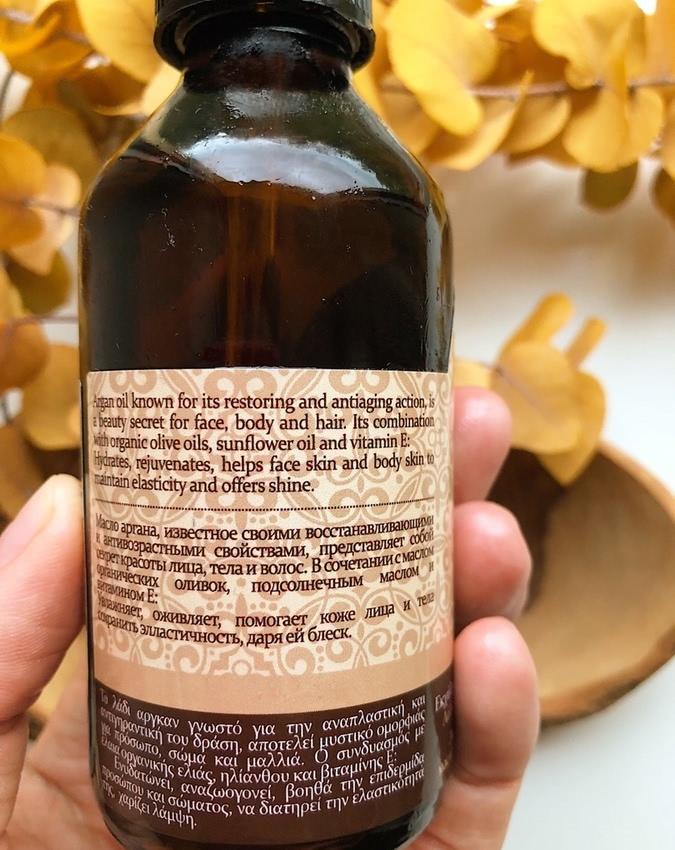 Argan oil known for its restoring and antiaging action, is
a beauty secret for face, body and hair. Its combination
with organic olive oils, sunflower oil and vitamin E:
Hydrates, rejuvenates, helps face skin and body skin to
maintain elasticity and offers shine.
Масло аргана, известное своими восстанавливающими
и антивозрастными свойствами, представляет собой
секрет красоты лица, тела и волос. В сочетании с маслом
органических оливок, подсолнечным маслом и
витамином Е:
Увлажняет, оживляет, помогает коже лица и тела
сохранить элластичность, даря ей блеск.
Το λάδι αργκαν γνωστό για την αναπλαστική και
αντιγηραντική του δράση, αποτελεί μυστικό ομορφιάς
για πρόσωπο, σώμα και μαλλιά. Ο συνδυασμός με
έλαια οργανικής ελιάς, ηλίανθου και βιταμίνης Ε:
Ενυδατώνει, αναζωογονεί, βοηθά την επιδερμίδα
προσώπου και σώματος, να διατηρεί την ελαστικότητα
της, χαρίζει λάμψη.